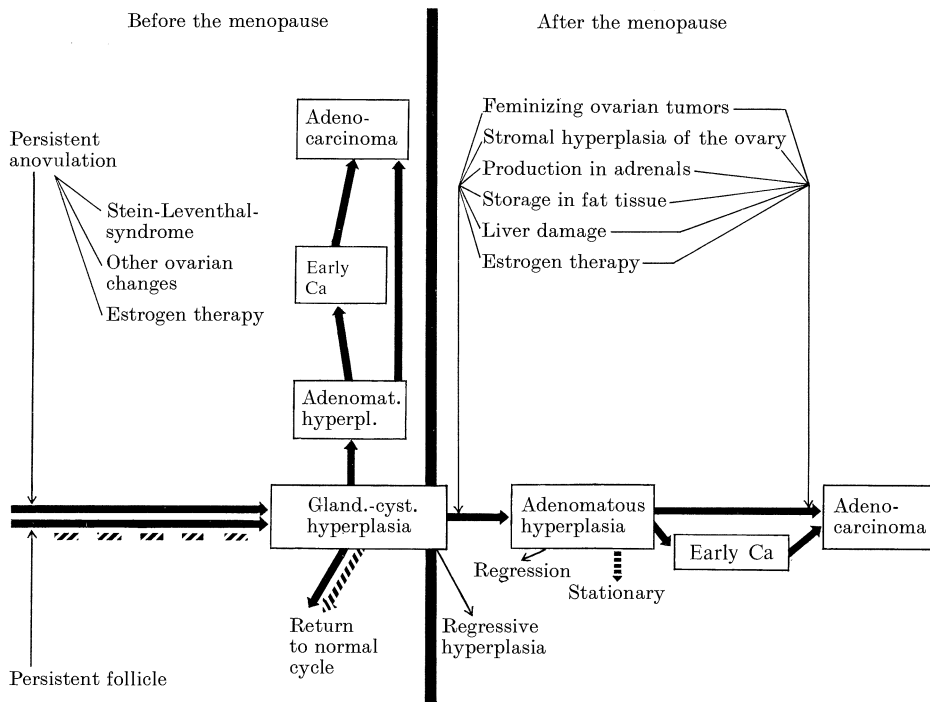 Before the menopause
After the menopause
Adeno-
carcinoma
Persistent
anovulation
Stein-Leventhal-
syndrome
Other ovarian
changes
Estrogen therapy
Early
Ca
Adenomat.
hyperpl.
Feminizing ovarian tumors
Stromal hyperplasia of the ovary
Production in adrenals
Storage in fat tissue
Liver damage
Estrogen therapy
Gland.-cyst.
hyperplasia
Adenomatous
hyperplasia
Adeno-
carcinoma
Early Ca
Regression
Stationary
Return
to normal
cycle
Regressive
hyperplasia
Persistent follicle